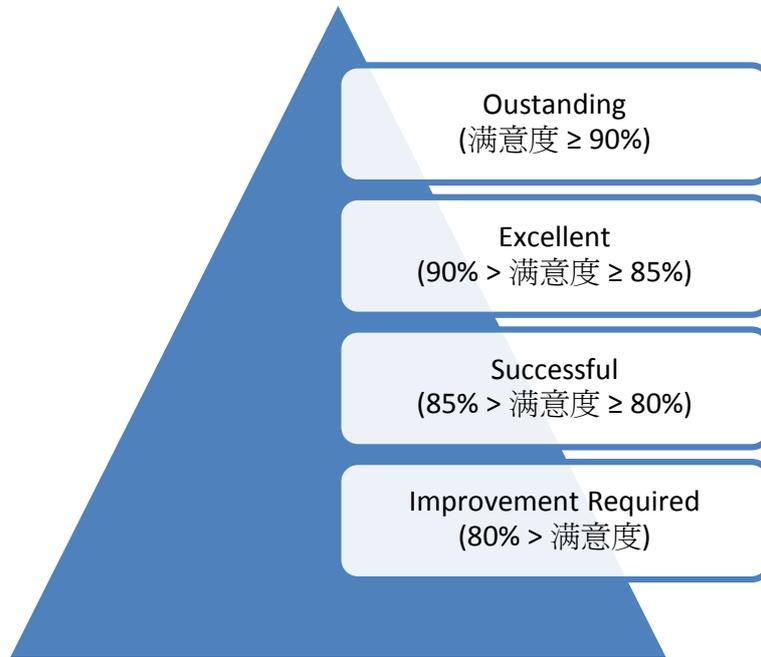 Oustanding
(满意度 ≥ 90%)
Excellent
(90% > 满意度 ≥ 85%)
Successful
(85% > 满意度 ≥ 80%)
Improvement Required
(80% > 满意度)